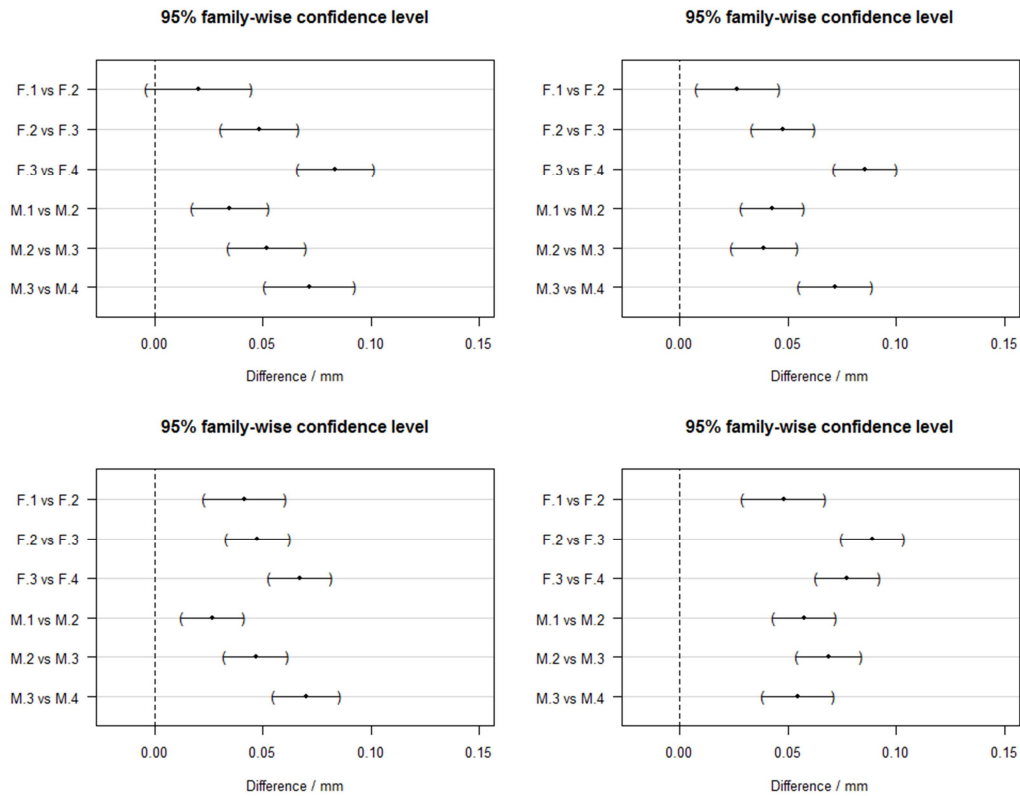 95% family-wise confidence level
F.1 vs F.2
F.2 vs F.3
F.3 vs F.4
M.1 vs M.2
M.2 vs M.3
M.3 vs M.4
0.00 0.05 0.10 0.15
Difference / mm
95% family-wise confidence level
F.1 vs F.2
F.2 vs F.3
F.3 vs F.4
M.1 vs M.2
M.2 vs M.3
M.3 vs M.4
0.00 0.05 0.10 0.15
Difference / mm
95% family-wise confidence level
F.1 vs F.2
F.2 vs F.3
F.3 vs F.4
M.1 vs M.2
M.2 vs M.3
M.3 vs M.4
0.00 0.05 0.10 0.15
Difference / mm
95% family-wise confidence level
F.1 vs F.2
F.2 vs F.3
F.3 vs F.4
M.1 vs M.2
M.2 vs M.3
M.3 vs M.4
0.00 0.05 0.10 0.15
Difference / mm